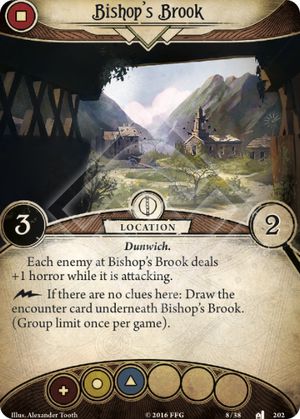 Bishop's Brook
3
LOCATION
2
Dunwich.
Each enemy at Bishop's Brook deals
+1 horror while it is attacking.
If there are no clues here: Draw the
encounter card underneath Bishop's Brook.
(Group limit once per game).
Illus. Alexander Tooth © 2016 FFG 8/38 202